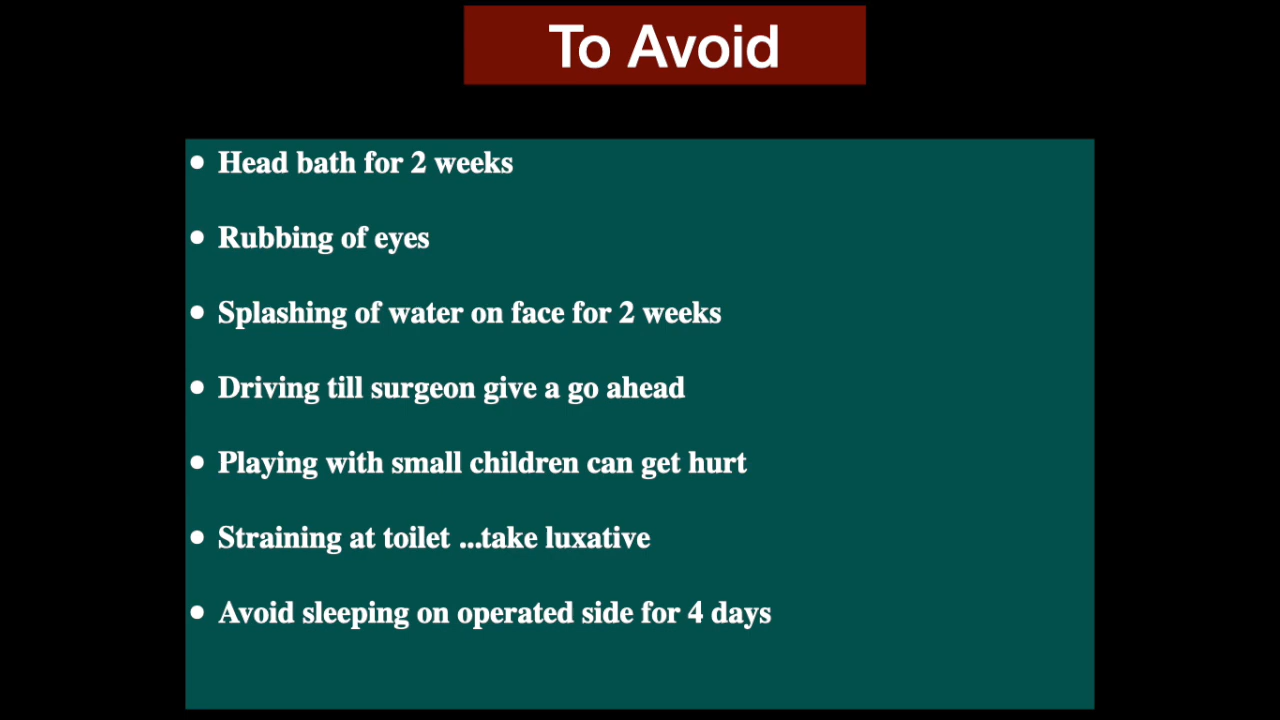 To Avoid
• Head bath for 2 weeks
• Rubbing of eyes
• Splashing of water on face for 2 weeks
• Driving till surgeon give a go ahead
• Playing with small children can get hurt
• Straining at toilet ...take luxative
• Avoid sleeping on operated side for 4 days